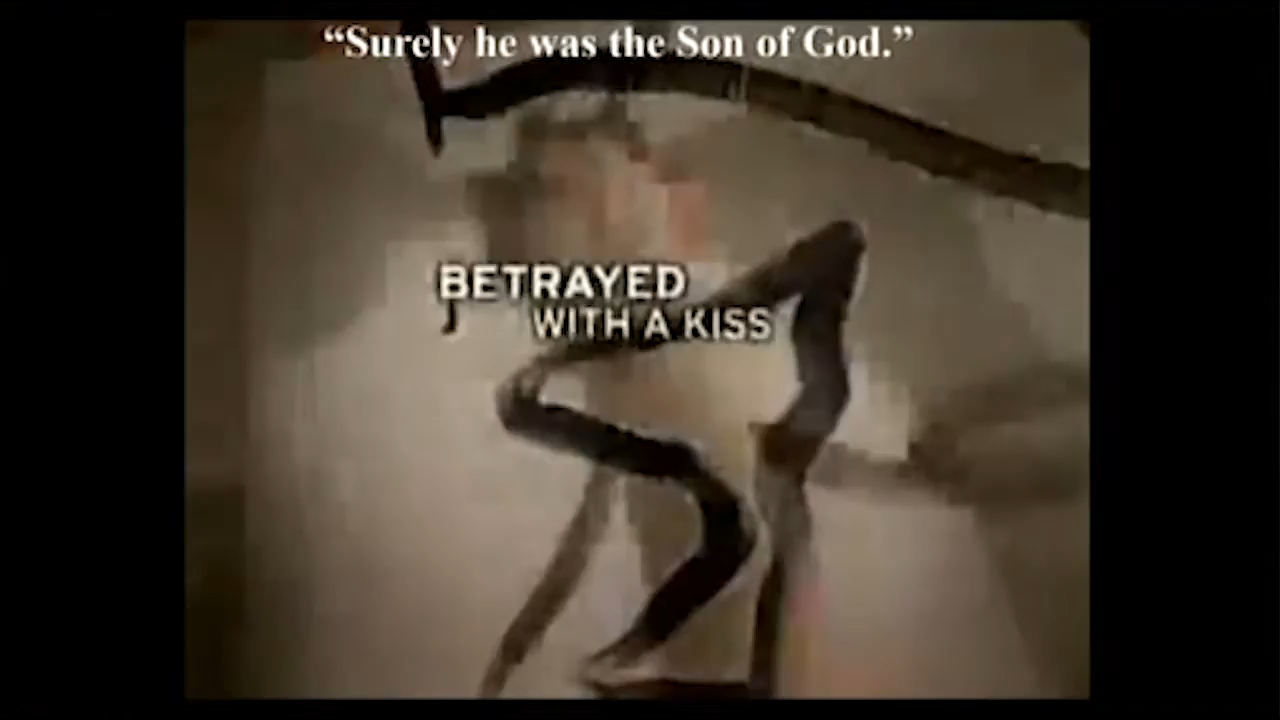 “Surely he was the Son of God.”
BETRAYED
WITH A KISS